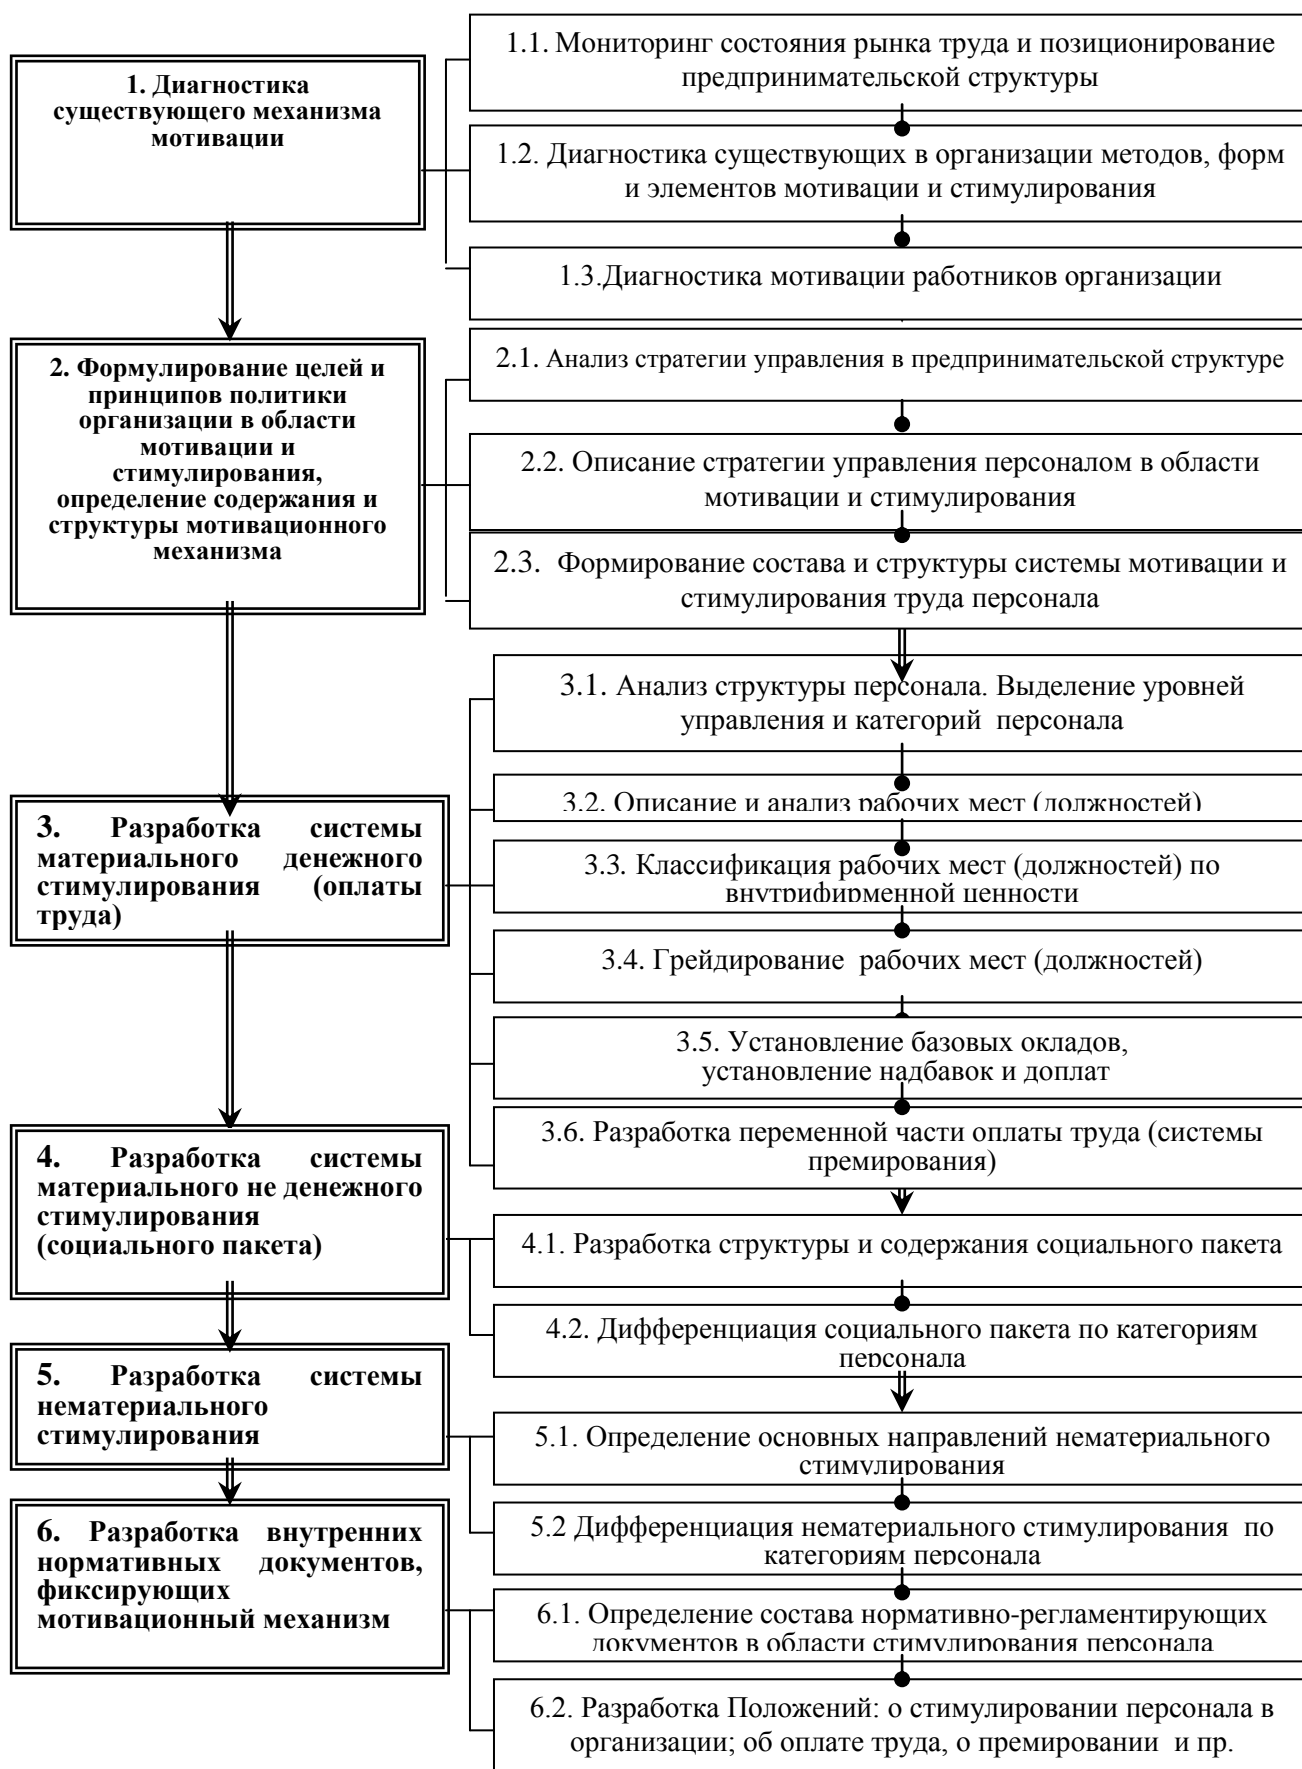 1. Диагностика
существующего механизма
мотивации
1.1. Мониторинг состояния рынка труда и позиционирование
предпринимательской структуры
1.2. Диагностика существующих в организации методов, форм
и элементов мотивации и стимулирования
1.3.Диагностика мотивации работников организации
2. Формулирование целей и
принципов политики
организации в области
мотивации и
стимулирования,
определение содержания и
структуры мотивационного
механизма
2.1. Анализ стратегии управления в предпринимательской структуре
2.2. Описание стратегии управления персоналом в области
мотивации и стимулирования
2.3. Формирование состава и структуры системы мотивации и
стимулирования труда персонала
3. Разработка системы
материального денежного
стимулирования (оплаты
труда)
3.1. Анализ структуры персонала. Выделение уровней
управления и категорий персонала
3.2. Описание и анализ рабочих мест (должностей)
3.3. Классификация рабочих мест (должностей) по
внутрифирменной ценности
3.4. Грейдирование рабочих мест (должностей)
3.5. Установление базовых окладов,
установление надбавок и доплат
3.6. Разработка переменной части оплаты труда (системы
премирования)
4. Разработка системы
материального не денежного
стимулирования
(социального пакета)
4.1. Разработка структуры и содержания социального пакета
4.2. Дифференциация социального пакета по категориям
персонала
5. Разработка системы
нематериального
стимулирования
5.1. Определение основных направлений нематериального
стимулирования
5.2 Дифференциация нематериального стимулирования по
категориям персонала
6. Разработка внутренних
нормативных документов,
фиксирующих
мотивационный механизм
6.1. Определение состава нормативно-регламентирующих
документов в области стимулирования персонала
6.2. Разработка Положений: о стимулировании персонала в
организации; об оплате труда, о премировании и пр.